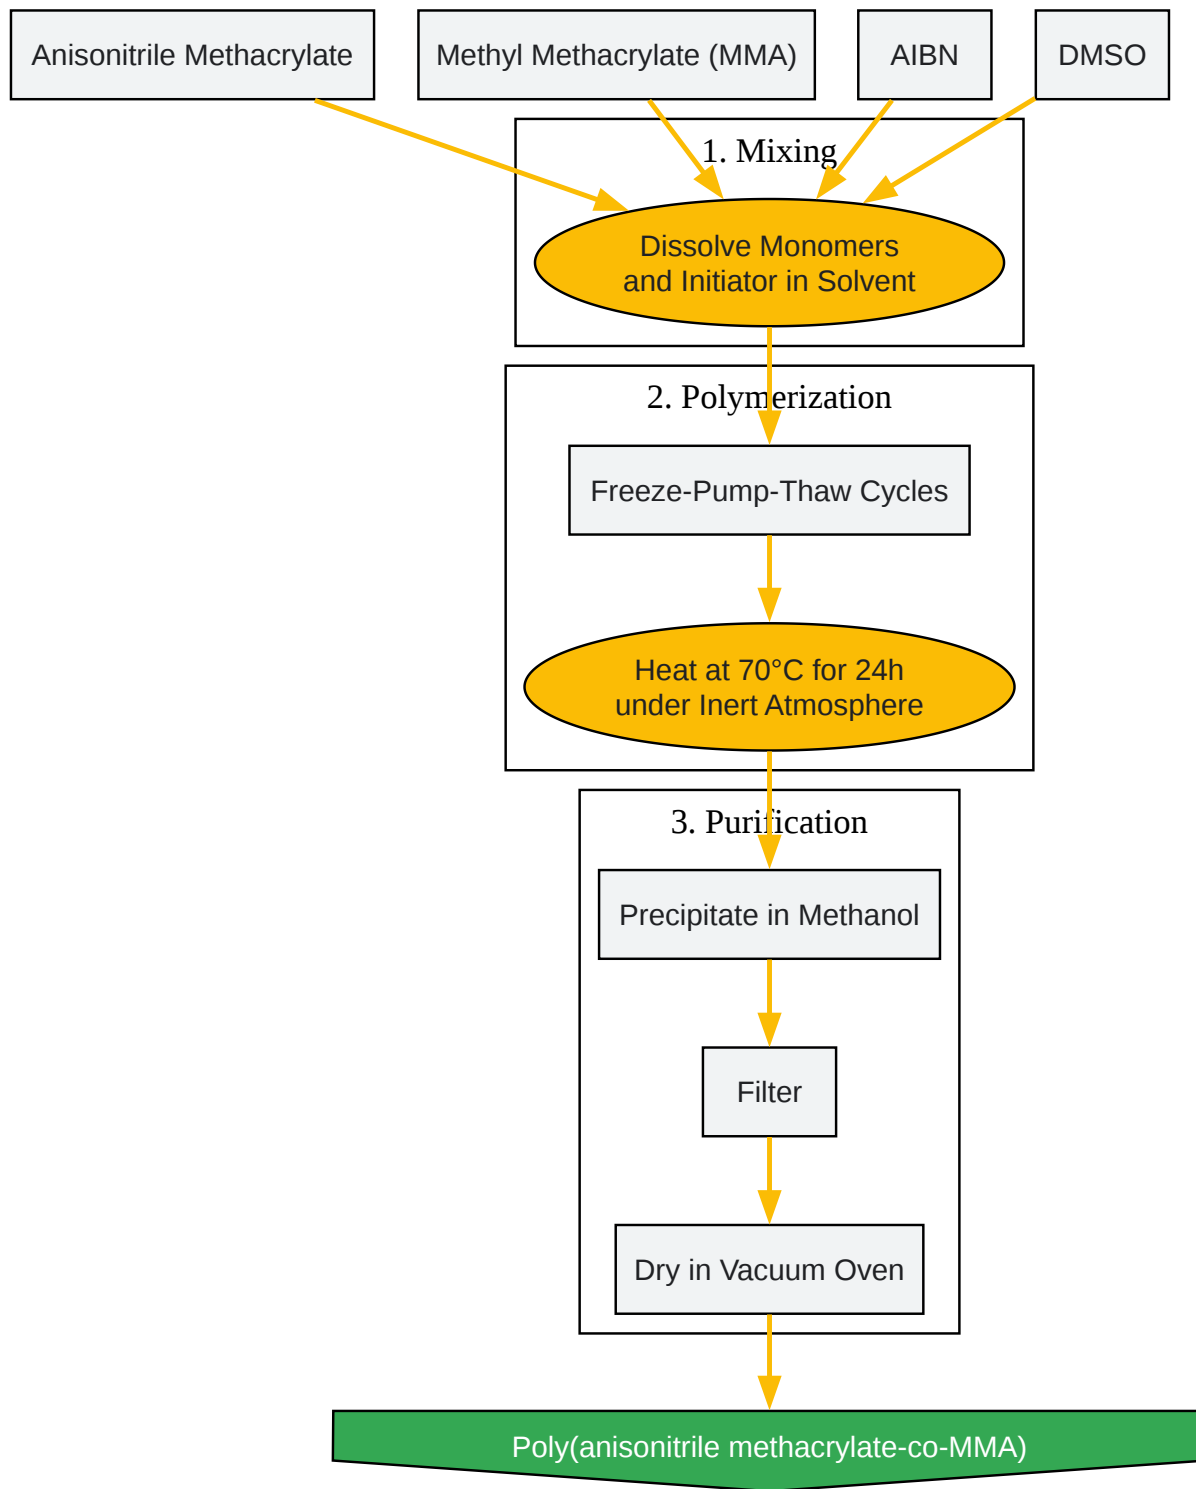 Anisonitrile Methacrylate
Methyl Methacrylate (MMA)
AIBN
DMSO
1. Mixing
Dissolve Monomers
and Initiator in Solvent
2. Polymerization
Freeze-Pump-Thaw Cycles
Heat at 70°C for 24h
under Inert Atmosphere
3. Purification
Precipitate in Methanol
Filter
Dry in Vacuum Oven
Poly(anisonitrile methacrylate-co-MMA)